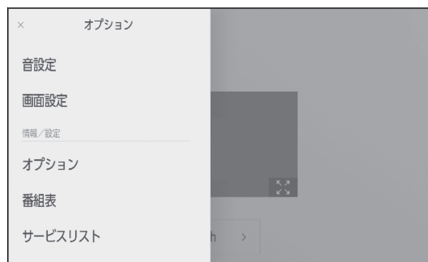 × オプション
音設定
画面設定
情報／設定
オプション
番組表
サービスリスト
h >